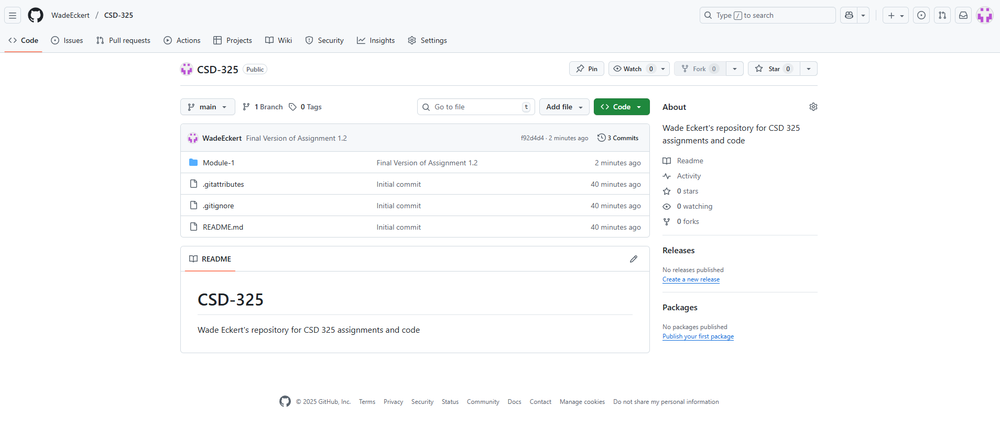 WadeEckert / CSD-325
Type / to search
Code Issues Pull requests Actions Projects Wiki Security Insights Settings
CSD-325 Public
Pin Watch 0 Fork 0 Star 0
main 1 Branch 0 Tags
Go to file t Add file Code
WadeEckert Final Version of Assignment 1.2 f92d4d4 · 2 minutes ago 3 Commits
Module-1 Final Version of Assignment 1.2 2 minutes ago
.gitattributes Initial commit 40 minutes ago
.gitignore Initial commit 40 minutes ago
README.md Initial commit 40 minutes ago
README
CSD-325
Wade Eckert's repository for CSD 325 assignments and code
About
Wade Eckert's repository for CSD 325
assignments and code
Readme
Activity
0 stars
0 watching
0 forks
Releases
No releases published
Create a new release
Packages
No packages published
Publish your first package
© 2025 GitHub, Inc. Terms Privacy Security Status Community Docs Contact Manage cookies Do not share my personal information